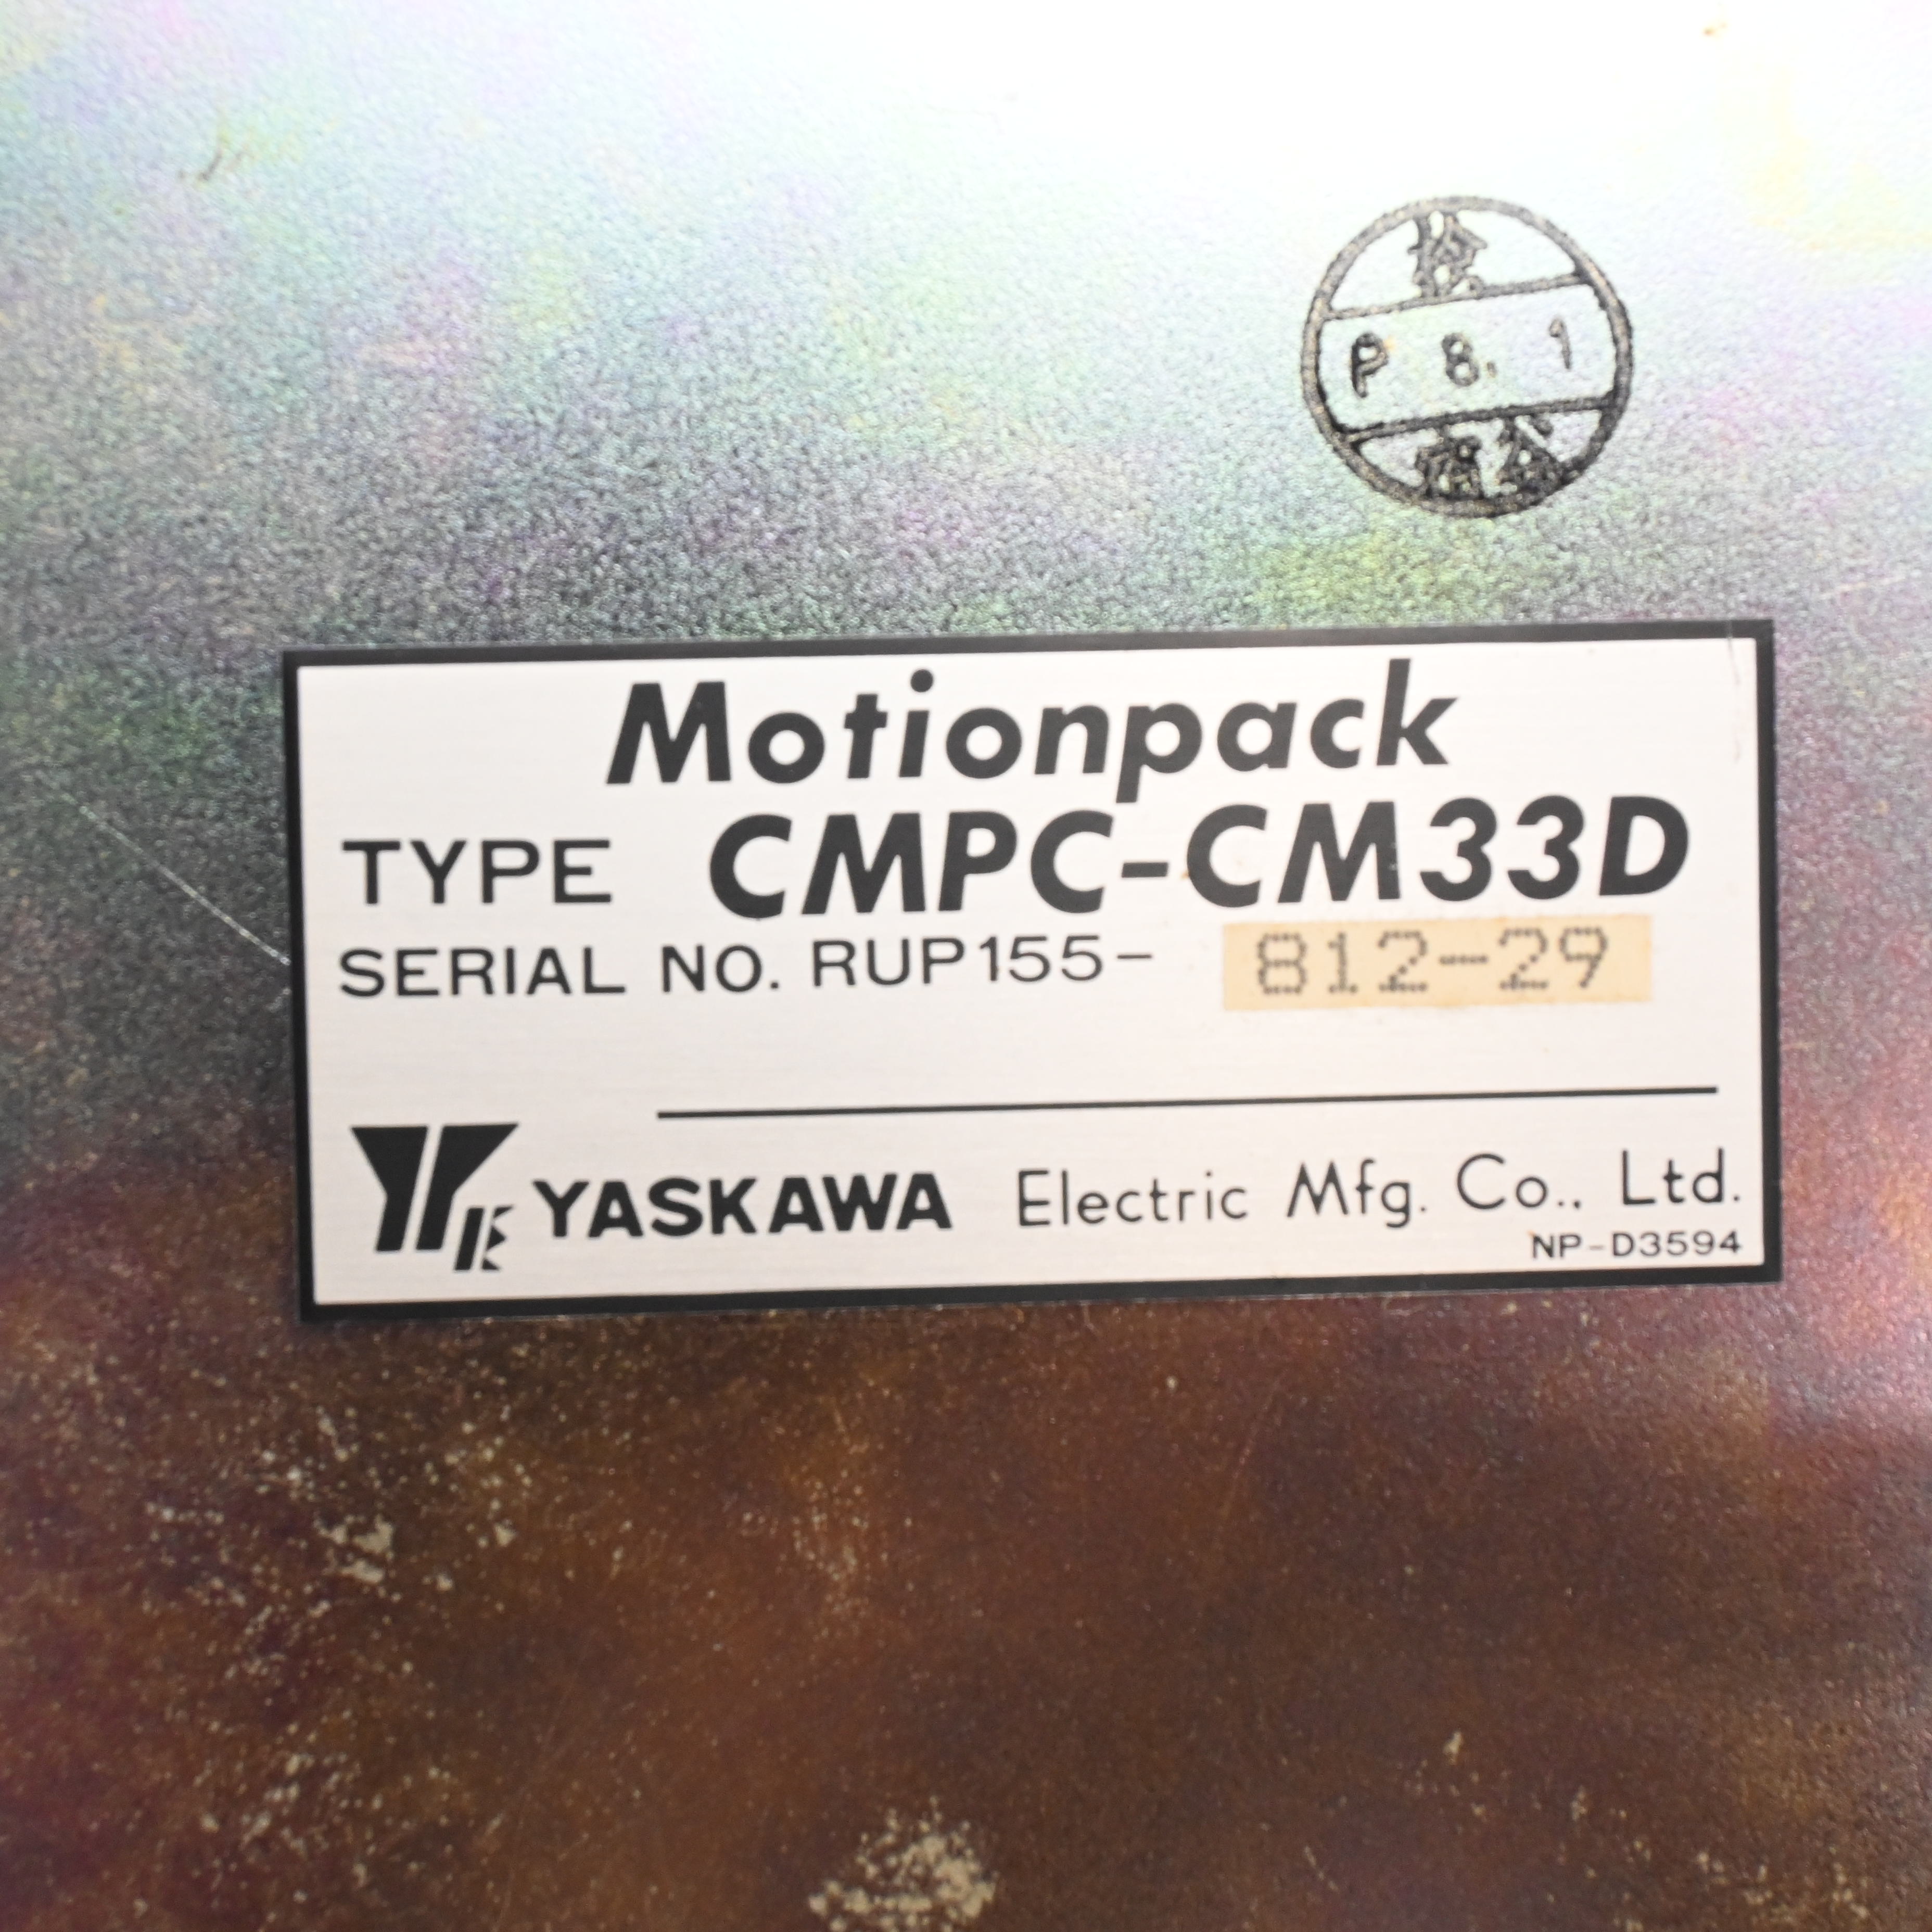 検
P 8. 1
Motionpack
TYPE CMPC-CM33D
SERIAL NO. RUP155- 812-29
YASKAWA Electric Mfg. Co., Ltd.
NP-D3594